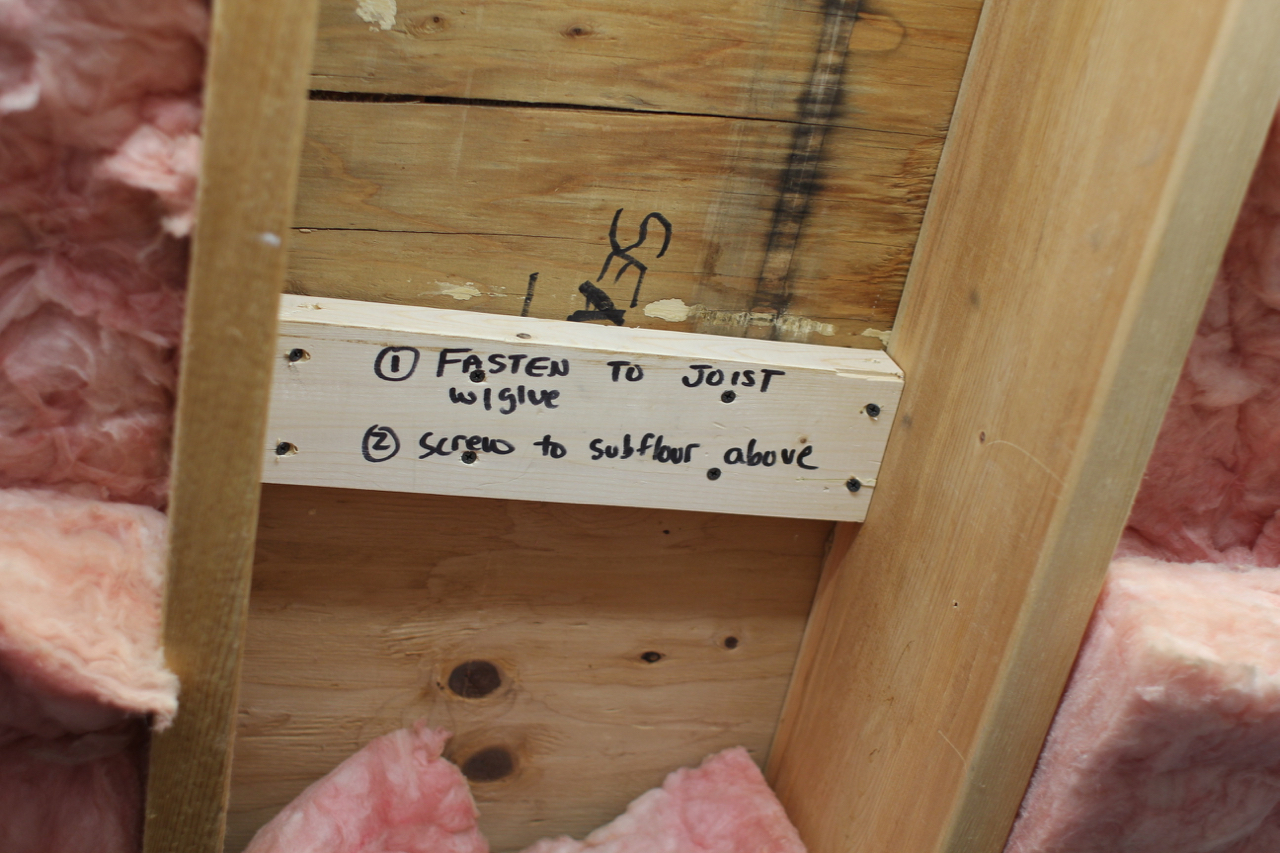 ① FASTEN TO JOIST
w/glue
② screw to subfloor above